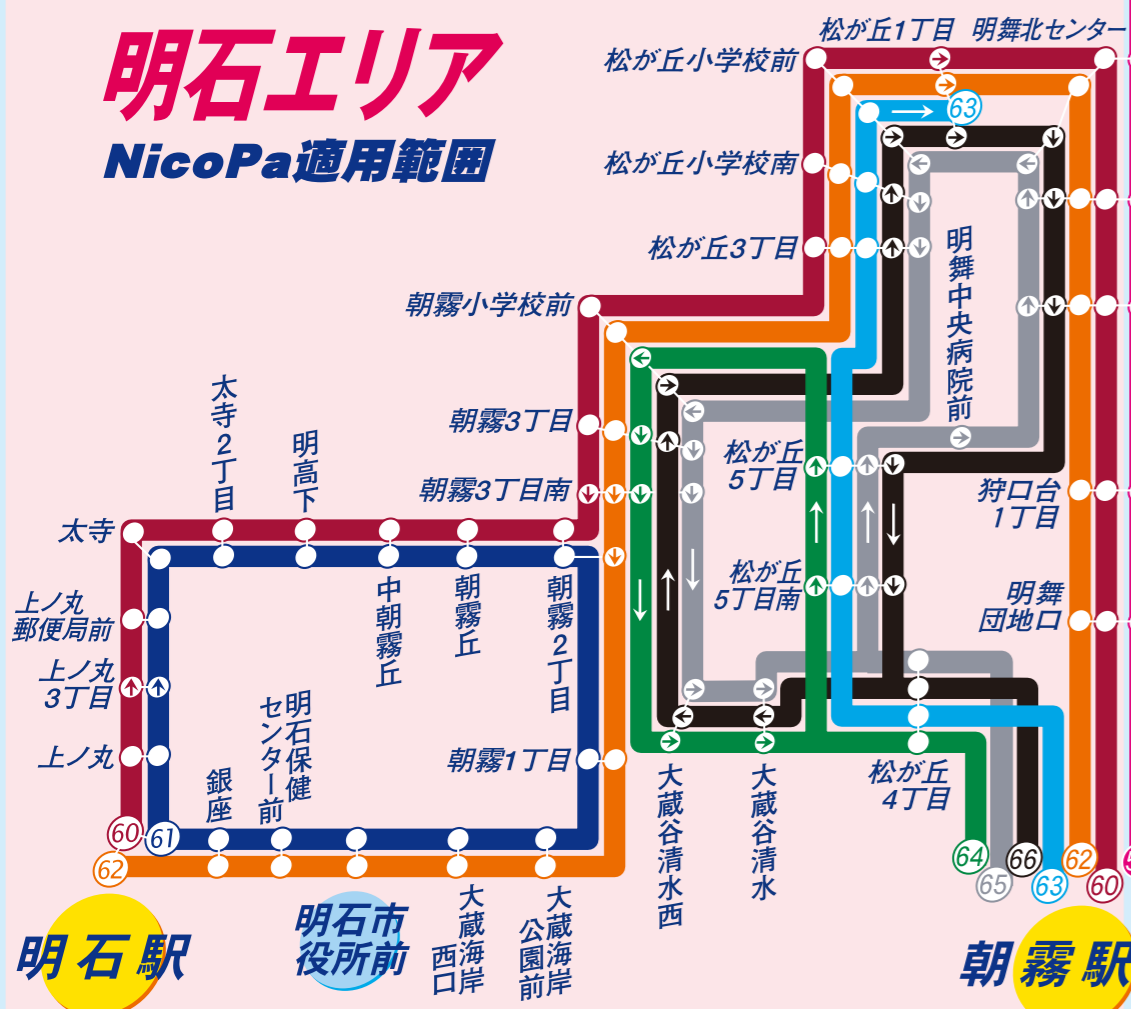 明石エリア
NicoPa適用範囲
松が丘1丁目
明舞北センター
松が丘小学校前
63
松が丘小学校南
松が丘3丁目
明舞中央病院前
朝霧小学校前
太寺2丁目
明高下
朝霧3丁目
朝霧3丁目南
松が丘
5丁目
狩口台
1丁目
太寺
中朝霧丘
朝霧丘
朝霧2丁目
松が丘
5丁目南
明舞
団地口
上ノ丸
郵便局前
上ノ丸
3丁目
上ノ丸
銀座
明石保健
センター前
朝霧1丁目
大蔵谷清水西
大蔵谷清水
松が丘
4丁目
60
61
62
64
65
66
63
62
60
明石駅
明石市
役所前
大蔵海岸
西口
大蔵海岸
公園前
朝霧駅